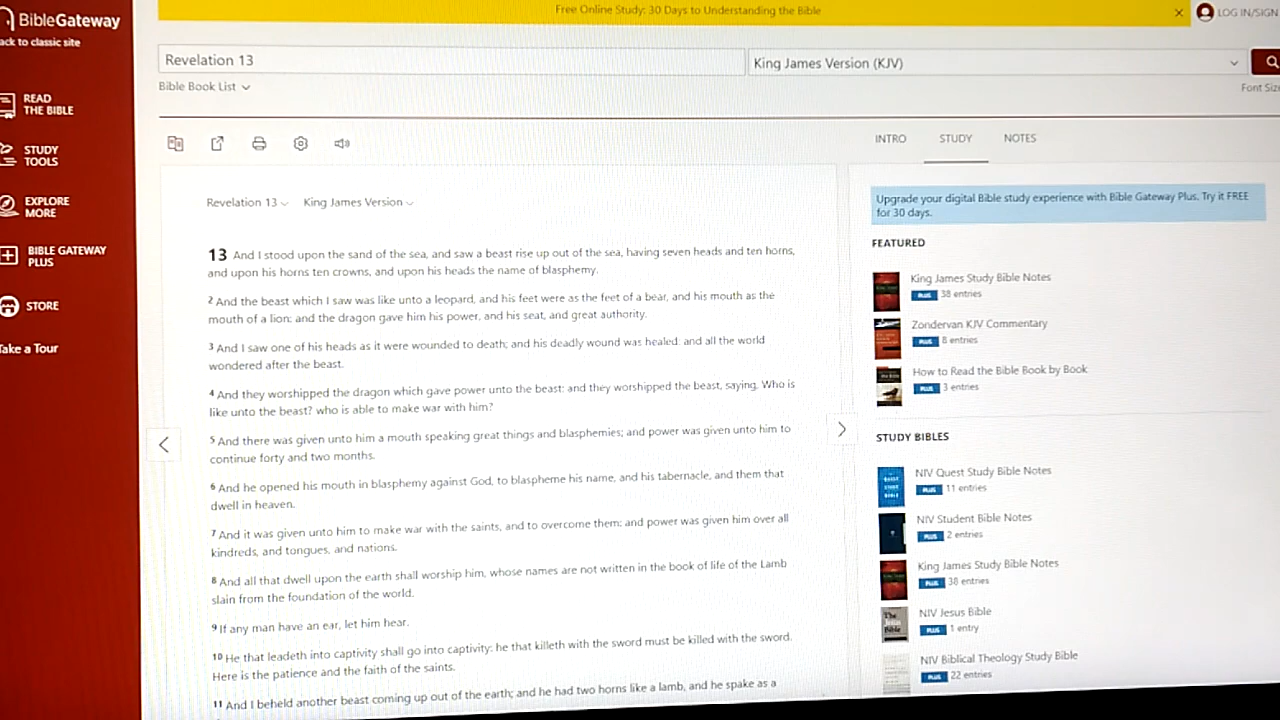 Free Online Study: 30 Days to Understanding the Bible
LOG IN/SIGN
BibleGateway
ack to classic site
Revelation 13
King James Version (KJV)
Bible Book List
Font Size
READ
THE BIBLE
STUDY
TOOLS
EXPLORE
MORE
BIBLE GATEWAY
PLUS
STORE
Take a Tour
INTRO STUDY NOTES
Revelation 13 King James Version
13 And I stood upon the sand of the sea, and saw a beast rise up out of the sea, having seven heads and ten horns,
and upon his horns ten crowns, and upon his heads the name of blasphemy.
2 And the beast which I saw was like unto a leopard, and his feet were as the feet of a bear, and his mouth as the
mouth of a lion: and the dragon gave him his power, and his seat, and great authority.
3 And I saw one of his heads as it were wounded to death; and his deadly wound was healed: and all the world
wondered after the beast.
4 And they worshipped the dragon which gave power unto the beast: and they worshipped the beast, saying, Who is
like unto the beast? who is able to make war with him?
5 And there was given unto him a mouth speaking great things and blasphemies; and power was given unto him to
continue forty and two months.
6 And he opened his mouth in blasphemy against God, to blaspheme his name, and his tabernacle, and them that
dwell in heaven.
7 And it was given unto him to make war with the saints, and to overcome them: and power was given him over all
kindreds, and tongues, and nations.
8 And all that dwell upon the earth shall worship him, whose names are not written in the book of life of the Lamb
slain from the foundation of the world.
9 If any man have an ear, let him hear.
10 He that leadeth into captivity shall go into captivity: he that killeth with the sword must be killed with the sword.
Here is the patience and the faith of the saints.
11 And I beheld another beast coming up out of the earth; and he had two horns like a lamb, and he spake as a
Upgrade your digital Bible study experience with Bible Gateway Plus. Try it FREE
for 30 days.
FEATURED
King James Study Bible Notes
PLUS 38 entries
Zondervan KJV Commentary
PLUS 8 entries
How to Read the Bible Book by Book
PLUS 3 entries
STUDY BIBLES
NIV Quest Study Bible Notes
PLUS 11 entries
NIV Student Bible Notes
PLUS 2 entries
King James Study Bible Notes
PLUS 38 entries
NIV Jesus Bible
PLUS 1 entry
NIV Biblical Theology Study Bible
PLUS 22 entries